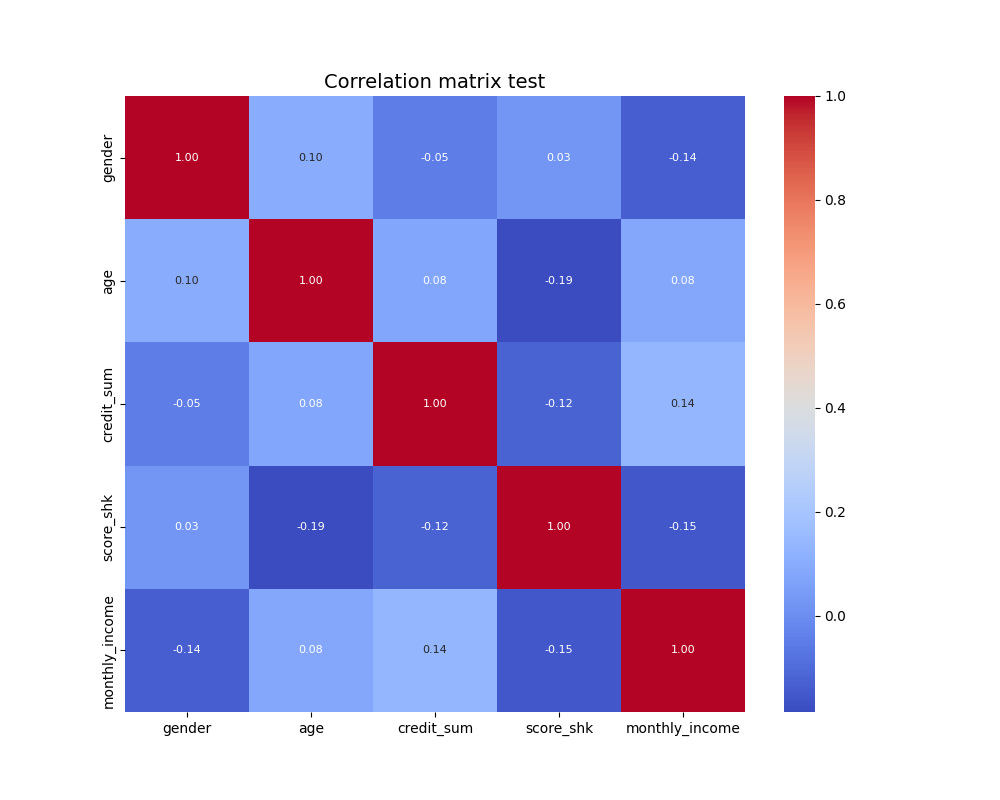 Correlation matrix test
gender 1.00 0.10 -0.05 0.03 -0.14
age 0.10 1.00 0.08 -0.19 0.08
credit_sum -0.05 0.08 1.00 -0.12 0.14
score_shk 0.03 -0.19 -0.12 1.00 -0.15
monthly_income -0.14 0.08 0.14 -0.15 1.00
gender age credit_sum score_shk monthly_income
1.0
0.8
0.6
0.4
0.2
0.0